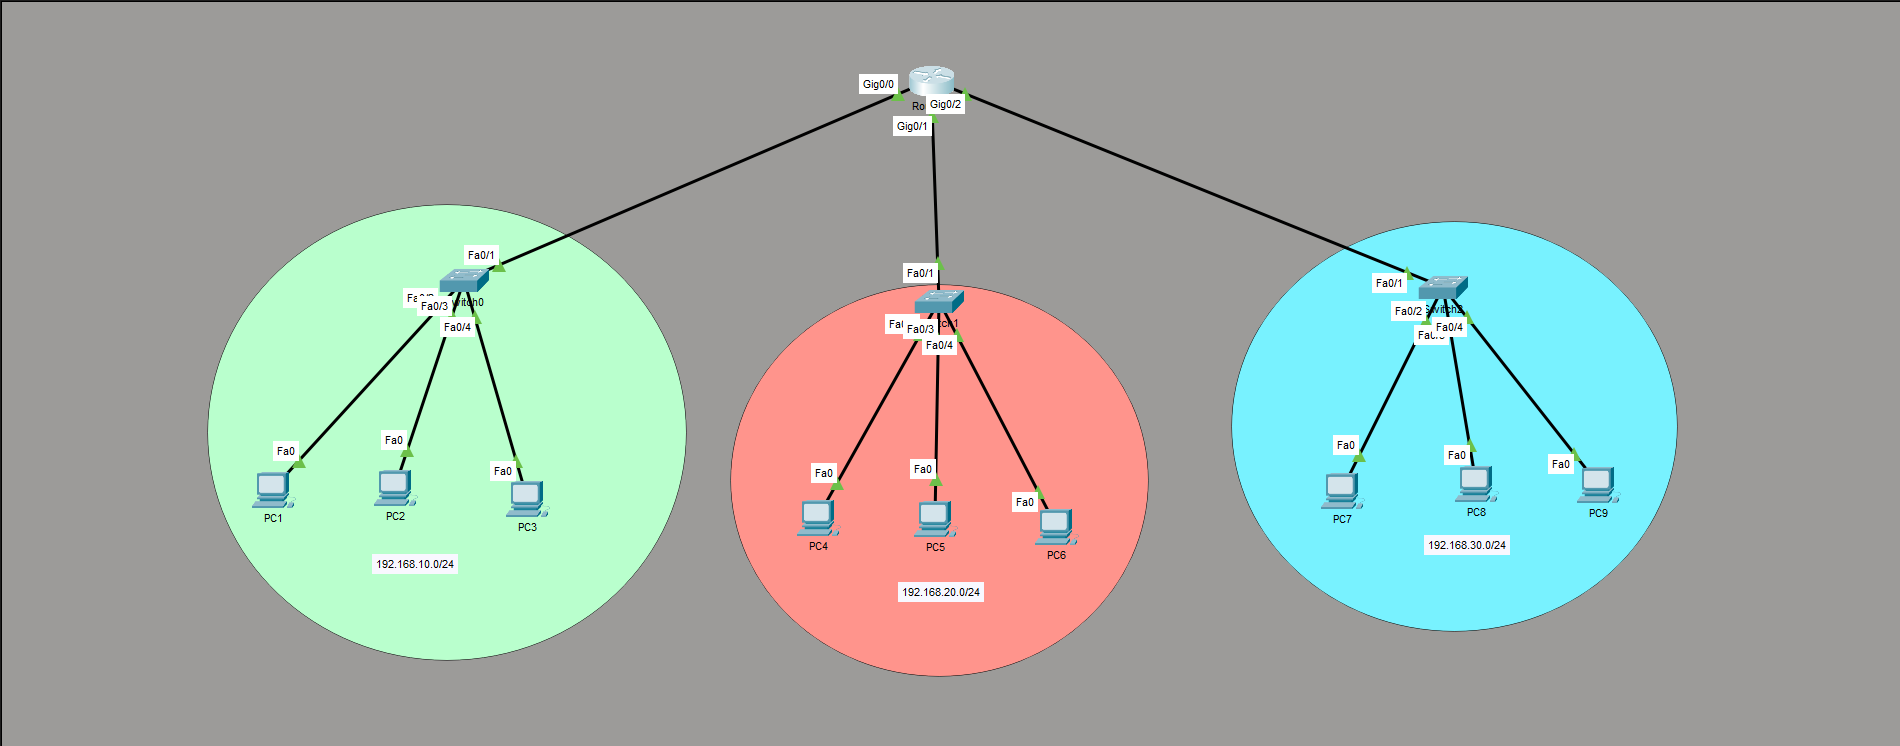 Gig0/0
Gig0/2
Gig0/1
Fa0/1
Fa0/3
Fa0/4
PC1
Fa0
PC2
Fa0
PC3
Fa0
192.168.10.0/24
Fa0/1
Fa0/3
Fa0/4
Fa0
PC4
Fa0
PC5
Fa0
PC6
192.168.20.0/24
Fa0/1
Switch2
Fa0/2
Fa0/4
Fa0
PC7
Fa0
PC8
Fa0
PC9
192.168.30.0/24